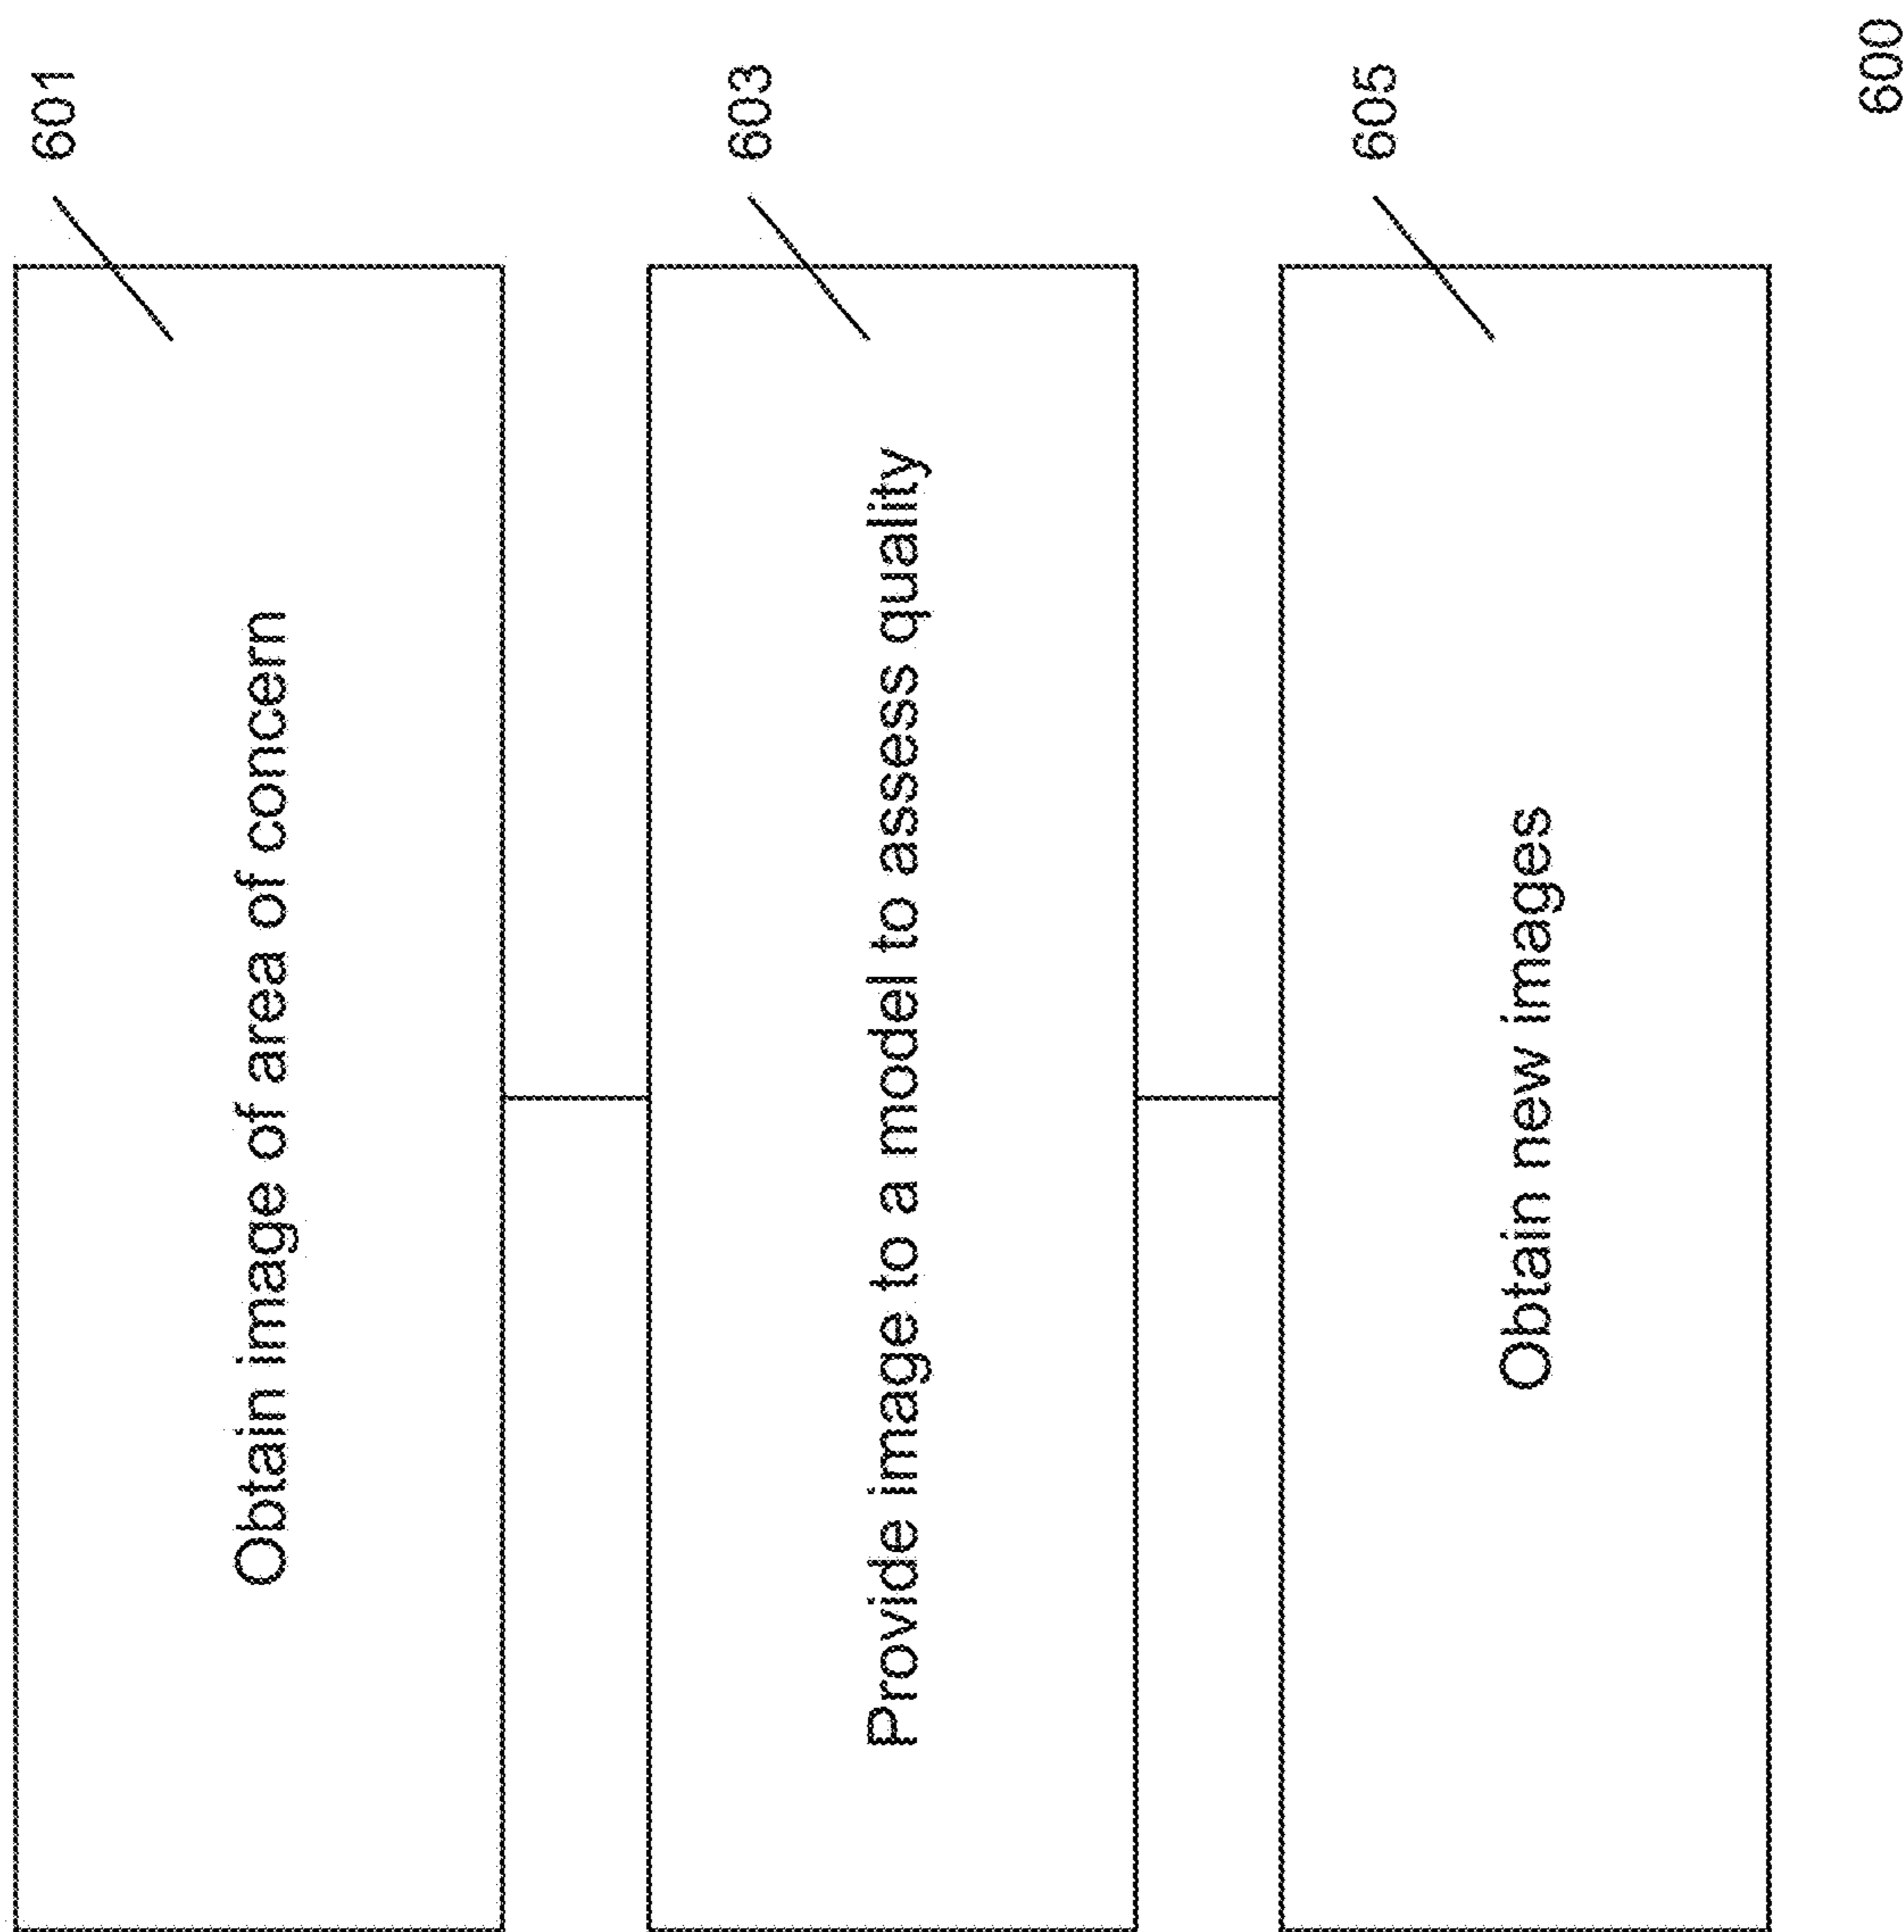 601
Obtain image of area of concern
603
Provide image to a model to assess quality
605
Obtain new images
600